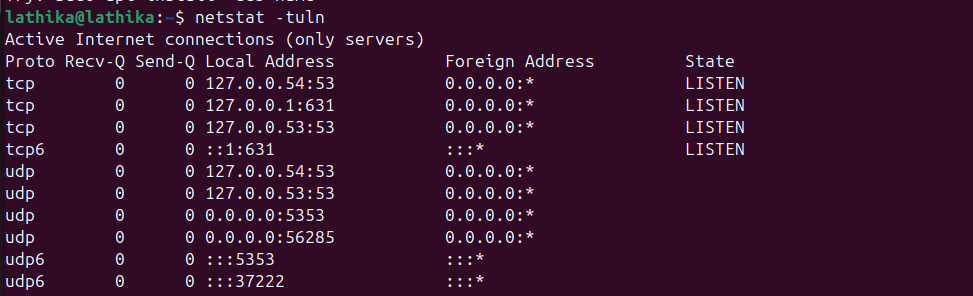 lathika@lathika:~$ netstat -tuln
Active Internet connections (only servers)
Proto Recv-Q Send-Q Local Address           Foreign Address         State
tcp        0      0 127.0.0.54:53           0.0.0.0:*               LISTEN
tcp        0      0 127.0.0.1:631           0.0.0.0:*               LISTEN
tcp        0      0 127.0.0.53:53           0.0.0.0:*               LISTEN
tcp6       0      0 ::1:631                 :::*                    LISTEN
udp        0      0 127.0.0.54:53           0.0.0.0:*
udp        0      0 127.0.0.53:53           0.0.0.0:*
udp        0      0 0.0.0.0:5353            0.0.0.0:*
udp        0      0 0.0.0.0:56285           0.0.0.0:*
udp6       0      0 :::5353                 :::*
udp6       0      0 :::37222                :::*